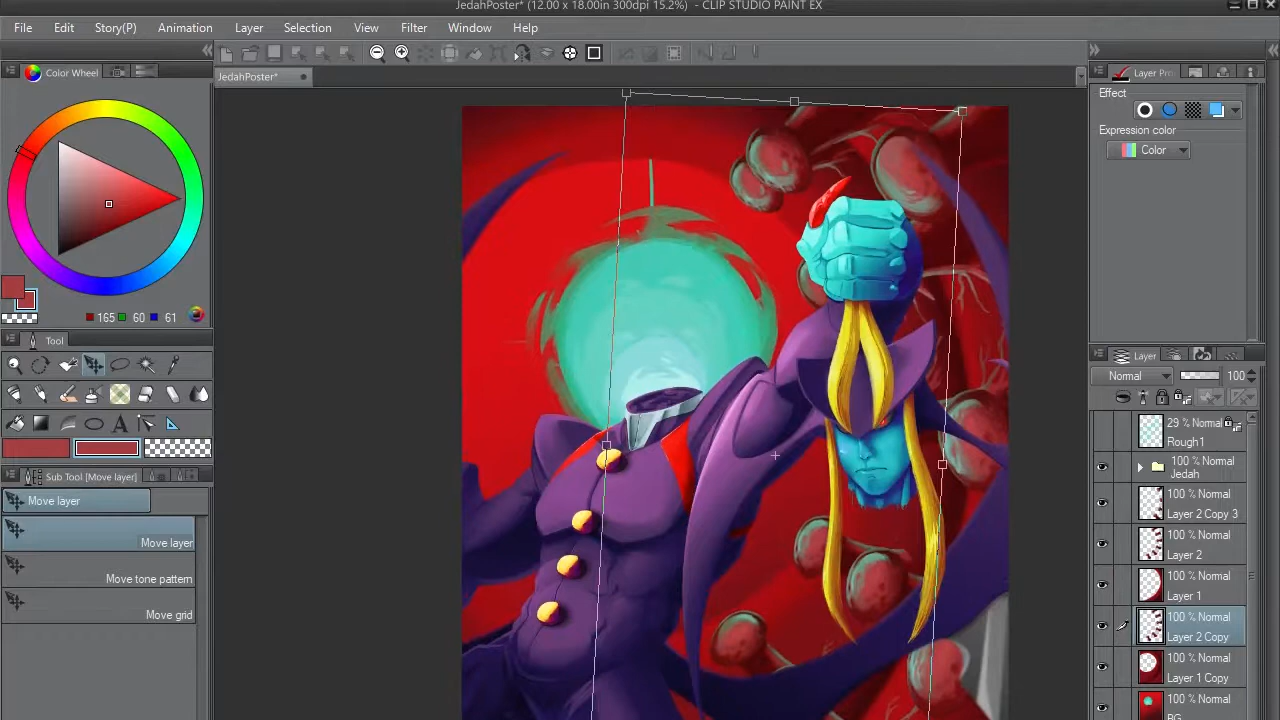 JedahPoster* (12.00 x 18.00in 300dpi 15.2%) - CLIP STUDIO PAINT EX
File Edit Story(P) Animation Layer Selection View Filter Window Help
JedahPoster*
Color Wheel
165 60 61
Tool
Sub Tool [Move layer]
Move layer
Move layer
Move tone pattern
Move grid
Layer Pro
Effect
Expression color
Color
Layer
Normal 100
29 % Normal
Rough1
100 % Normal
Jedah
100 % Normal
Layer 2 Copy 3
100 % Normal
Layer 2
100 % Normal
Layer 1
100 % Normal
Layer 2 Copy
100 % Normal
Layer 1 Copy
100 % Normal
BG